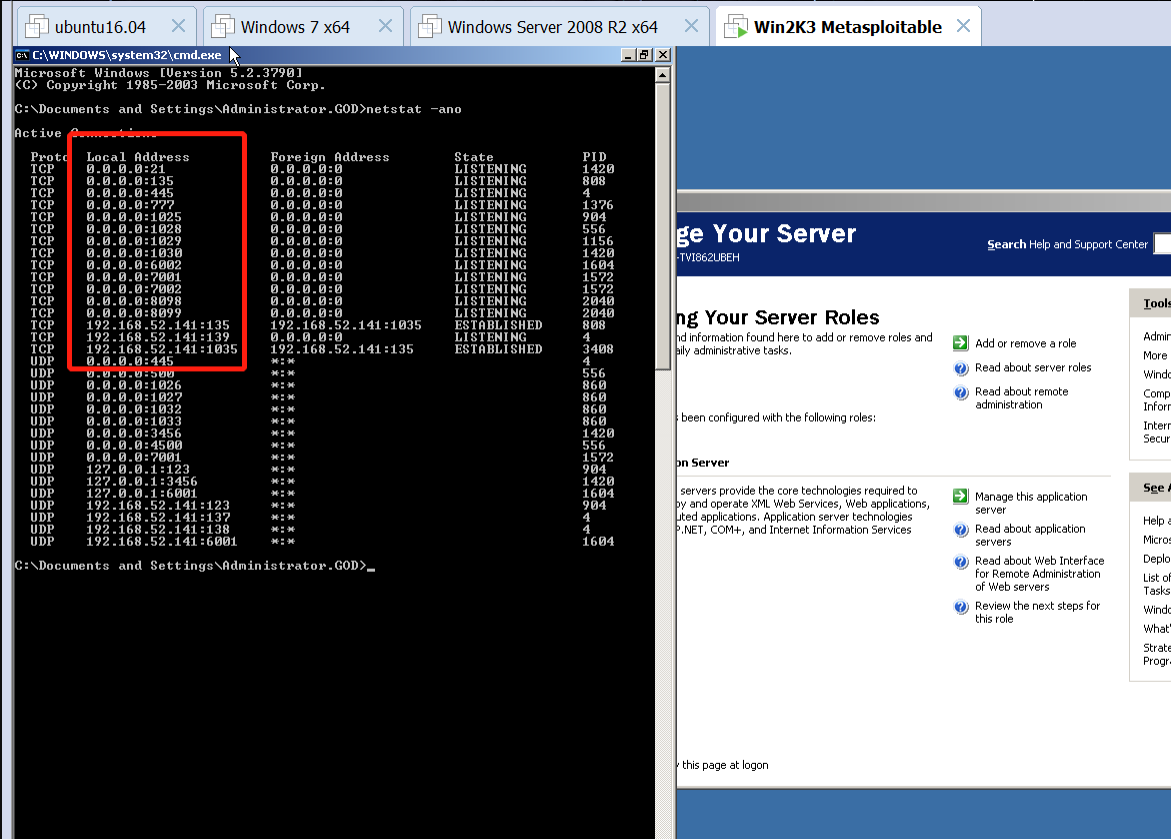 ubuntu16.04
Windows 7 x64
Windows Server 2008 R2 x64
Win2K3 Metasploitable
C:\WINDOWS\system32\cmd.exe
Microsoft Windows [Version 5.2.3790]
(C) Copyright 1985-2003 Microsoft Corp.
C:\Documents and Settings\Administrator.GOD>netstat -ano
Active Connections
Proto Local Address Foreign Address State PID
TCP 0.0.0.0:21 0.0.0.0:0 LISTENING 1420
TCP 0.0.0.0:135 0.0.0.0:0 LISTENING 808
TCP 0.0.0.0:445 0.0.0.0:0 LISTENING 4
TCP 0.0.0.0:777 0.0.0.0:0 LISTENING 1376
TCP 0.0.0.0:1025 0.0.0.0:0 LISTENING 904
TCP 0.0.0.0:1028 0.0.0.0:0 LISTENING 556
TCP 0.0.0.0:1029 0.0.0.0:0 LISTENING 1156
TCP 0.0.0.0:1030 0.0.0.0:0 LISTENING 1420
TCP 0.0.0.0:6002 0.0.0.0:0 LISTENING 1604
TCP 0.0.0.0:7001 0.0.0.0:0 LISTENING 1572
TCP 0.0.0.0:7002 0.0.0.0:0 LISTENING 1572
TCP 0.0.0.0:8098 0.0.0.0:0 LISTENING 2040
TCP 0.0.0.0:8099 0.0.0.0:0 LISTENING 2040
TCP 192.168.52.141:135 192.168.52.141:1035 ESTABLISHED 808
TCP 192.168.52.141:139 0.0.0.0:0 LISTENING 4
TCP 192.168.52.141:1035 192.168.52.141:135 ESTABLISHED 3408
UDP 0.0.0.0:445 *:* 4
UDP 0.0.0.0:500 *:* 556
UDP 0.0.0.0:1026 *:* 860
UDP 0.0.0.0:1027 *:* 860
UDP 0.0.0.0:1032 *:* 860
UDP 0.0.0.0:1033 *:* 860
UDP 0.0.0.0:3456 *:* 1420
UDP 0.0.0.0:4500 *:* 556
UDP 0.0.0.0:7001 *:* 1572
UDP 127.0.0.1:123 *:* 904
UDP 127.0.0.1:3456 *:* 1420
UDP 127.0.0.1:6001 *:* 1604
UDP 192.168.52.141:123 *:* 904
UDP 192.168.52.141:137 *:* 4
UDP 192.168.52.141:138 *:* 4
UDP 192.168.52.141:6001 *:* 1604
C:\Documents and Settings\Administrator.GOD>_
ge Your Server
-TVI862UBEH
Search Help and Support Center
ng Your Server Roles
nd information found here to add or remove roles and
aily administrative tasks.
Add or remove a role
Read about server roles
Read about remote
administration
been configured with the following roles:
on Server
servers provide the core technologies required to
oy and operate XML Web Services, Web applications,
uted applications. Application server technologies
P.NET, COM+, and Internet Information Services
Manage this application
server
Read about application
servers
Read about Web Interface
for Remote Administration
of Web servers
Review the next steps for
this role
y this page at logon
Tools
Admin
More
Windo
Comp
Inforr
Interr
Secur
See A
Help a
Micros
Deplo
List of
Tasks
Windo
What'
Strate
Progra